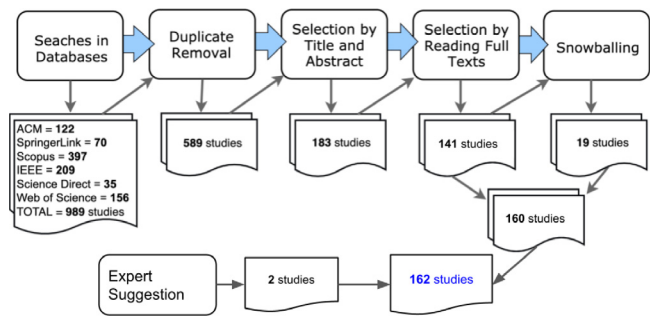 Seaches in
Databases
Duplicate
Removal
Selection by
Title and
Abstract
Selection by
Reading Full
Texts
Snowballing
ACM = 122
SpringerLink = 70
Scopus = 397
IEEE = 209
Science Direct = 35
Web of Science = 156
TOTAL = 989 studies
589 studies
183 studies
141 studies
19 studies
160 studies
Expert
Suggestion
2 studies
162 studies